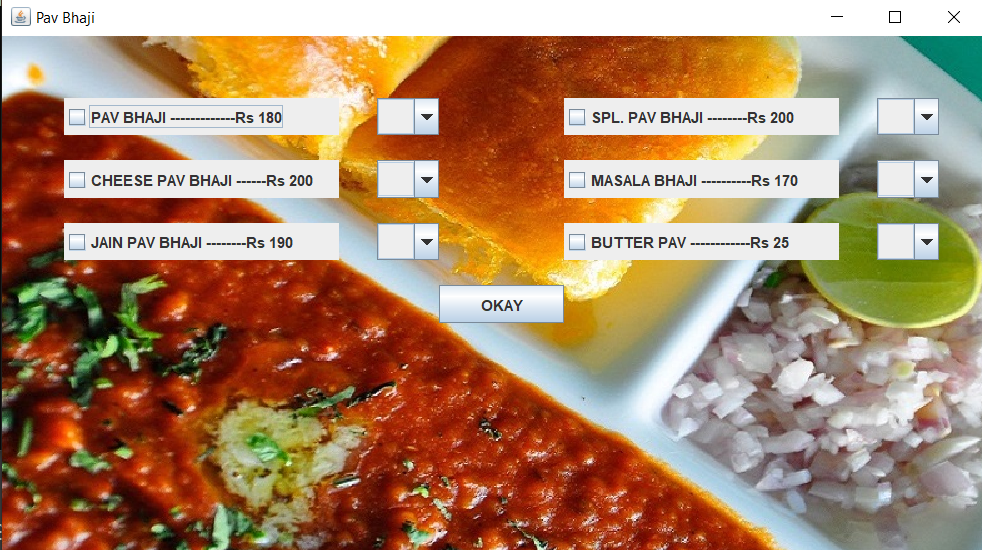 Pav Bhaji
PAV BHAJI -------------Rs 180
SPL. PAV BHAJI --------Rs 200
CHEESE PAV BHAJI ------Rs 200
MASALA BHAJI ----------Rs 170
JAIN PAV BHAJI --------Rs 190
BUTTER PAV ------------Rs 25
OKAY